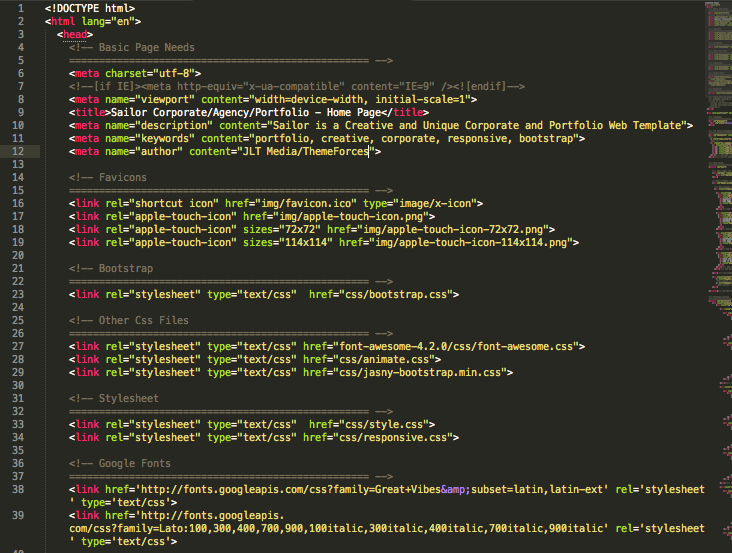 1 <!DOCTYPE html>
2 <html lang="en">
3 <head>
4 <!-- Basic Page Needs
5 ================================================== -->
6 <meta charset="utf-8">
7 <!--[if IE]><meta http-equiv="x-ua-compatible" content="IE=9" /><![endif]-->
8 <meta name="viewport" content="width=device-width, initial-scale=1">
9 <title>Sailor Corporate/Agency/Portfolio - Home Page</title>
10 <meta name="description" content="Sailor is a Creative and Unique Corporate and Portfolio Web Template">
11 <meta name="keywords" content="portfolio, creative, corporate, responsive, bootstrap">
12 <meta name="author" content="JLT Media/ThemeForces">
13
14 <!-- Favicons
15 ================================================== -->
16 <link rel="shortcut icon" href="img/favicon.ico" type="image/x-icon">
17 <link rel="apple-touch-icon" href="img/apple-touch-icon.png">
18 <link rel="apple-touch-icon" sizes="72x72" href="img/apple-touch-icon-72x72.png">
19 <link rel="apple-touch-icon" sizes="114x114" href="img/apple-touch-icon-114x114.png">
20
21 <!-- Bootstrap
22 ================================================== -->
23 <link rel="stylesheet" type="text/css"  href="css/bootstrap.css">
24
25 <!-- Other Css Files
26 ================================================== -->
27 <link rel="stylesheet" type="text/css" href="font-awesome-4.2.0/css/font-awesome.css">
28 <link rel="stylesheet" type="text/css" href="css/animate.css">
29 <link rel="stylesheet" type="text/css" href="css/jasny-bootstrap.min.css">
30
31 <!-- Stylesheet
32 ================================================== -->
33 <link rel="stylesheet" type="text/css"  href="css/style.css">
34 <link rel="stylesheet" type="text/css" href="css/responsive.css">
35
36 <!-- Google Fonts
37 ================================================== -->
38 <link href='http://fonts.googleapis.com/css?family=Great+Vibes&amp;subset=latin,latin-ext' rel='stylesheet
' type='text/css'>
39 <link href='http://fonts.googleapis.
com/css?family=Lato:100,300,400,700,900,100italic,300italic,400italic,700italic,900italic' rel='stylesheet
' type='text/css'>